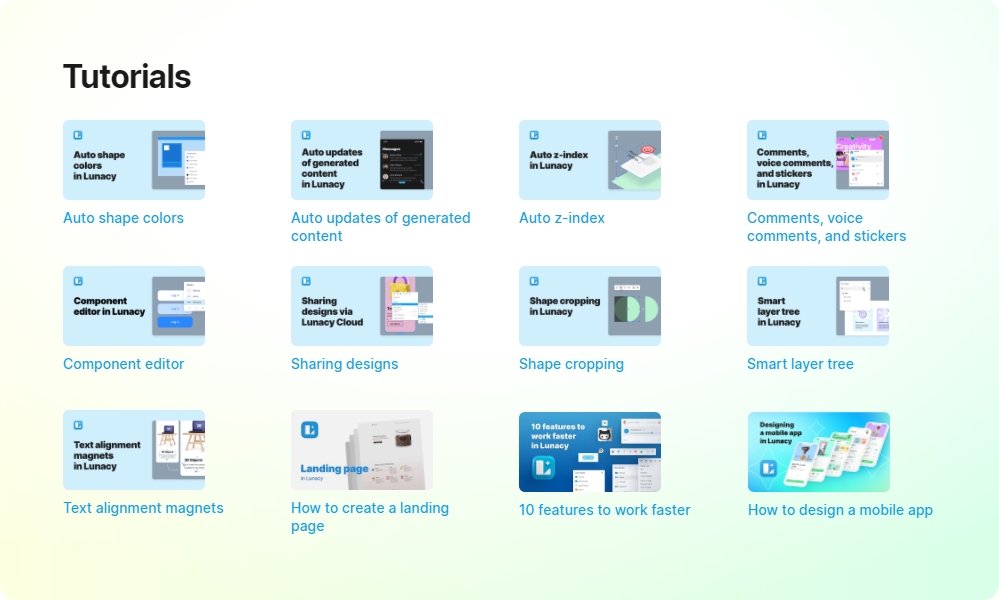 Tutorials
Auto shape
colors
in Lunacy
Auto shape colors
Auto updates
of generated
content
in Lunacy
Messages
Auto updates of generated
content
Auto z-index
in Lunacy
Auto z-index
Comments,
voice comments,
and stickers
in Lunacy
Creativity
Comments, voice
comments, and stickers
Component
editor in Lunacy
Log in
Log in
Log in
Component editor
Sharing
designs via
Lunacy Cloud
Sharing designs
Shape cropping
in Lunacy
Shape cropping
Smart
layer tree
in Lunacy
Smart layer tree
Text alignment
magnets
in Lunacy
Text alignment magnets
Landing page
in Lunacy
How to create a landing
page
10 features to
work faster
in Lunacy
10 features to work faster
Designing
a mobile app
in Lunacy
How to design a mobile app